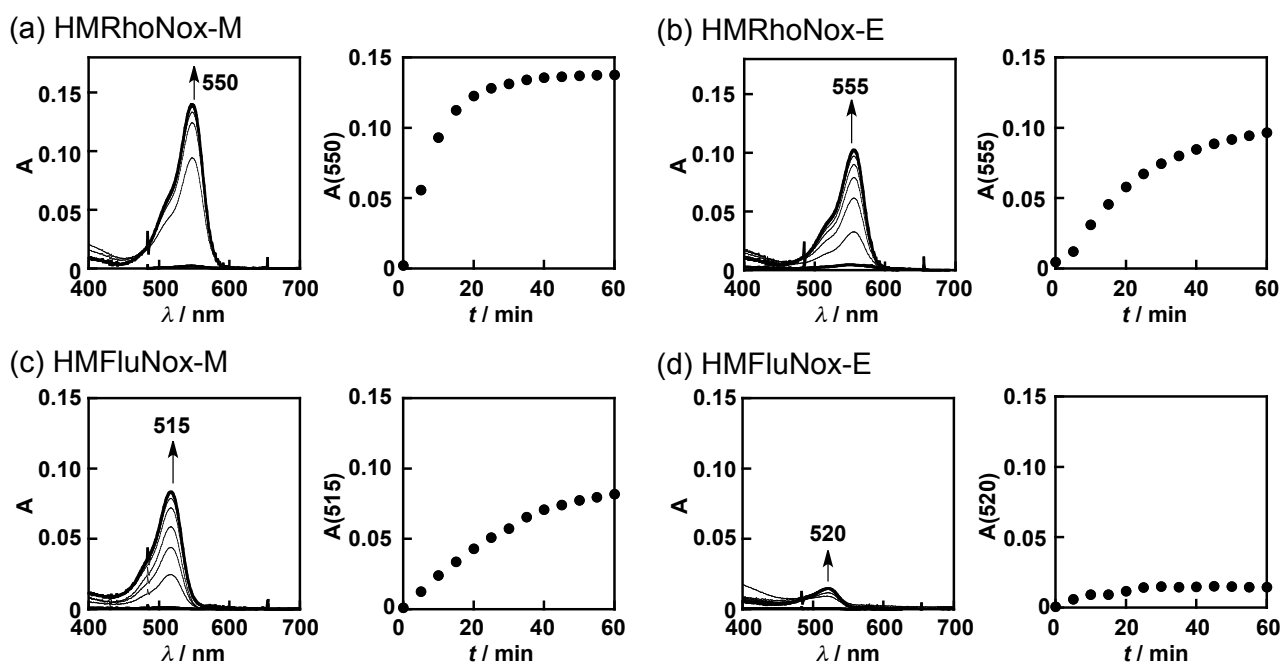 (a) HMRhoNox-M
550
A
0.15
0.10
0.05
0
400 500 600 700
λ / nm
A(550)
0.15
0.10
0.05
0
0 20 40 60
t / min
(b) HMRhoNox-E
555
A
0.15
0.10
0.05
0
400 500 600 700
λ / nm
A(555)
0.15
0.10
0.05
0
0 20 40 60
t / min
(c) HMFluNox-M
515
A
0.15
0.10
0.05
0
400 500 600 700
λ / nm
A(515)
0.15
0.10
0.05
0
0 20 40 60
t / min
(d) HMFluNox-E
520
A
0.15
0.10
0.05
0
400 500 600 700
λ / nm
A(520)
0.15
0.10
0.05
0
0 20 40 60
t / min